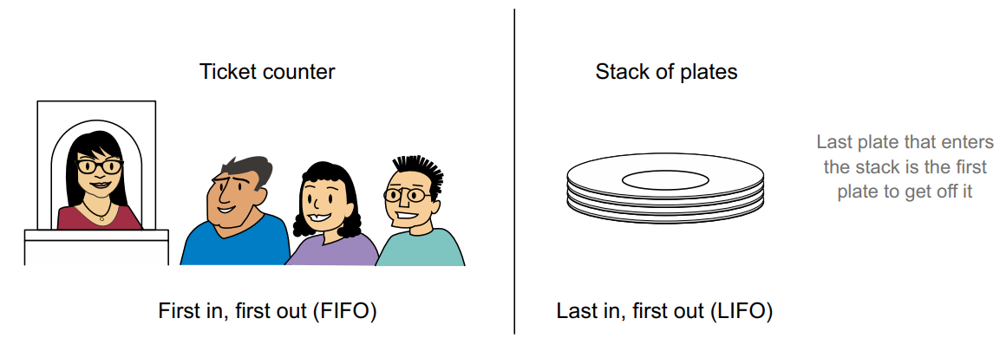 Ticket counter
First in, first out (FIFO)
Stack of plates
Last plate that enters
the stack is the first
plate to get off it
Last in, first out (LIFO)